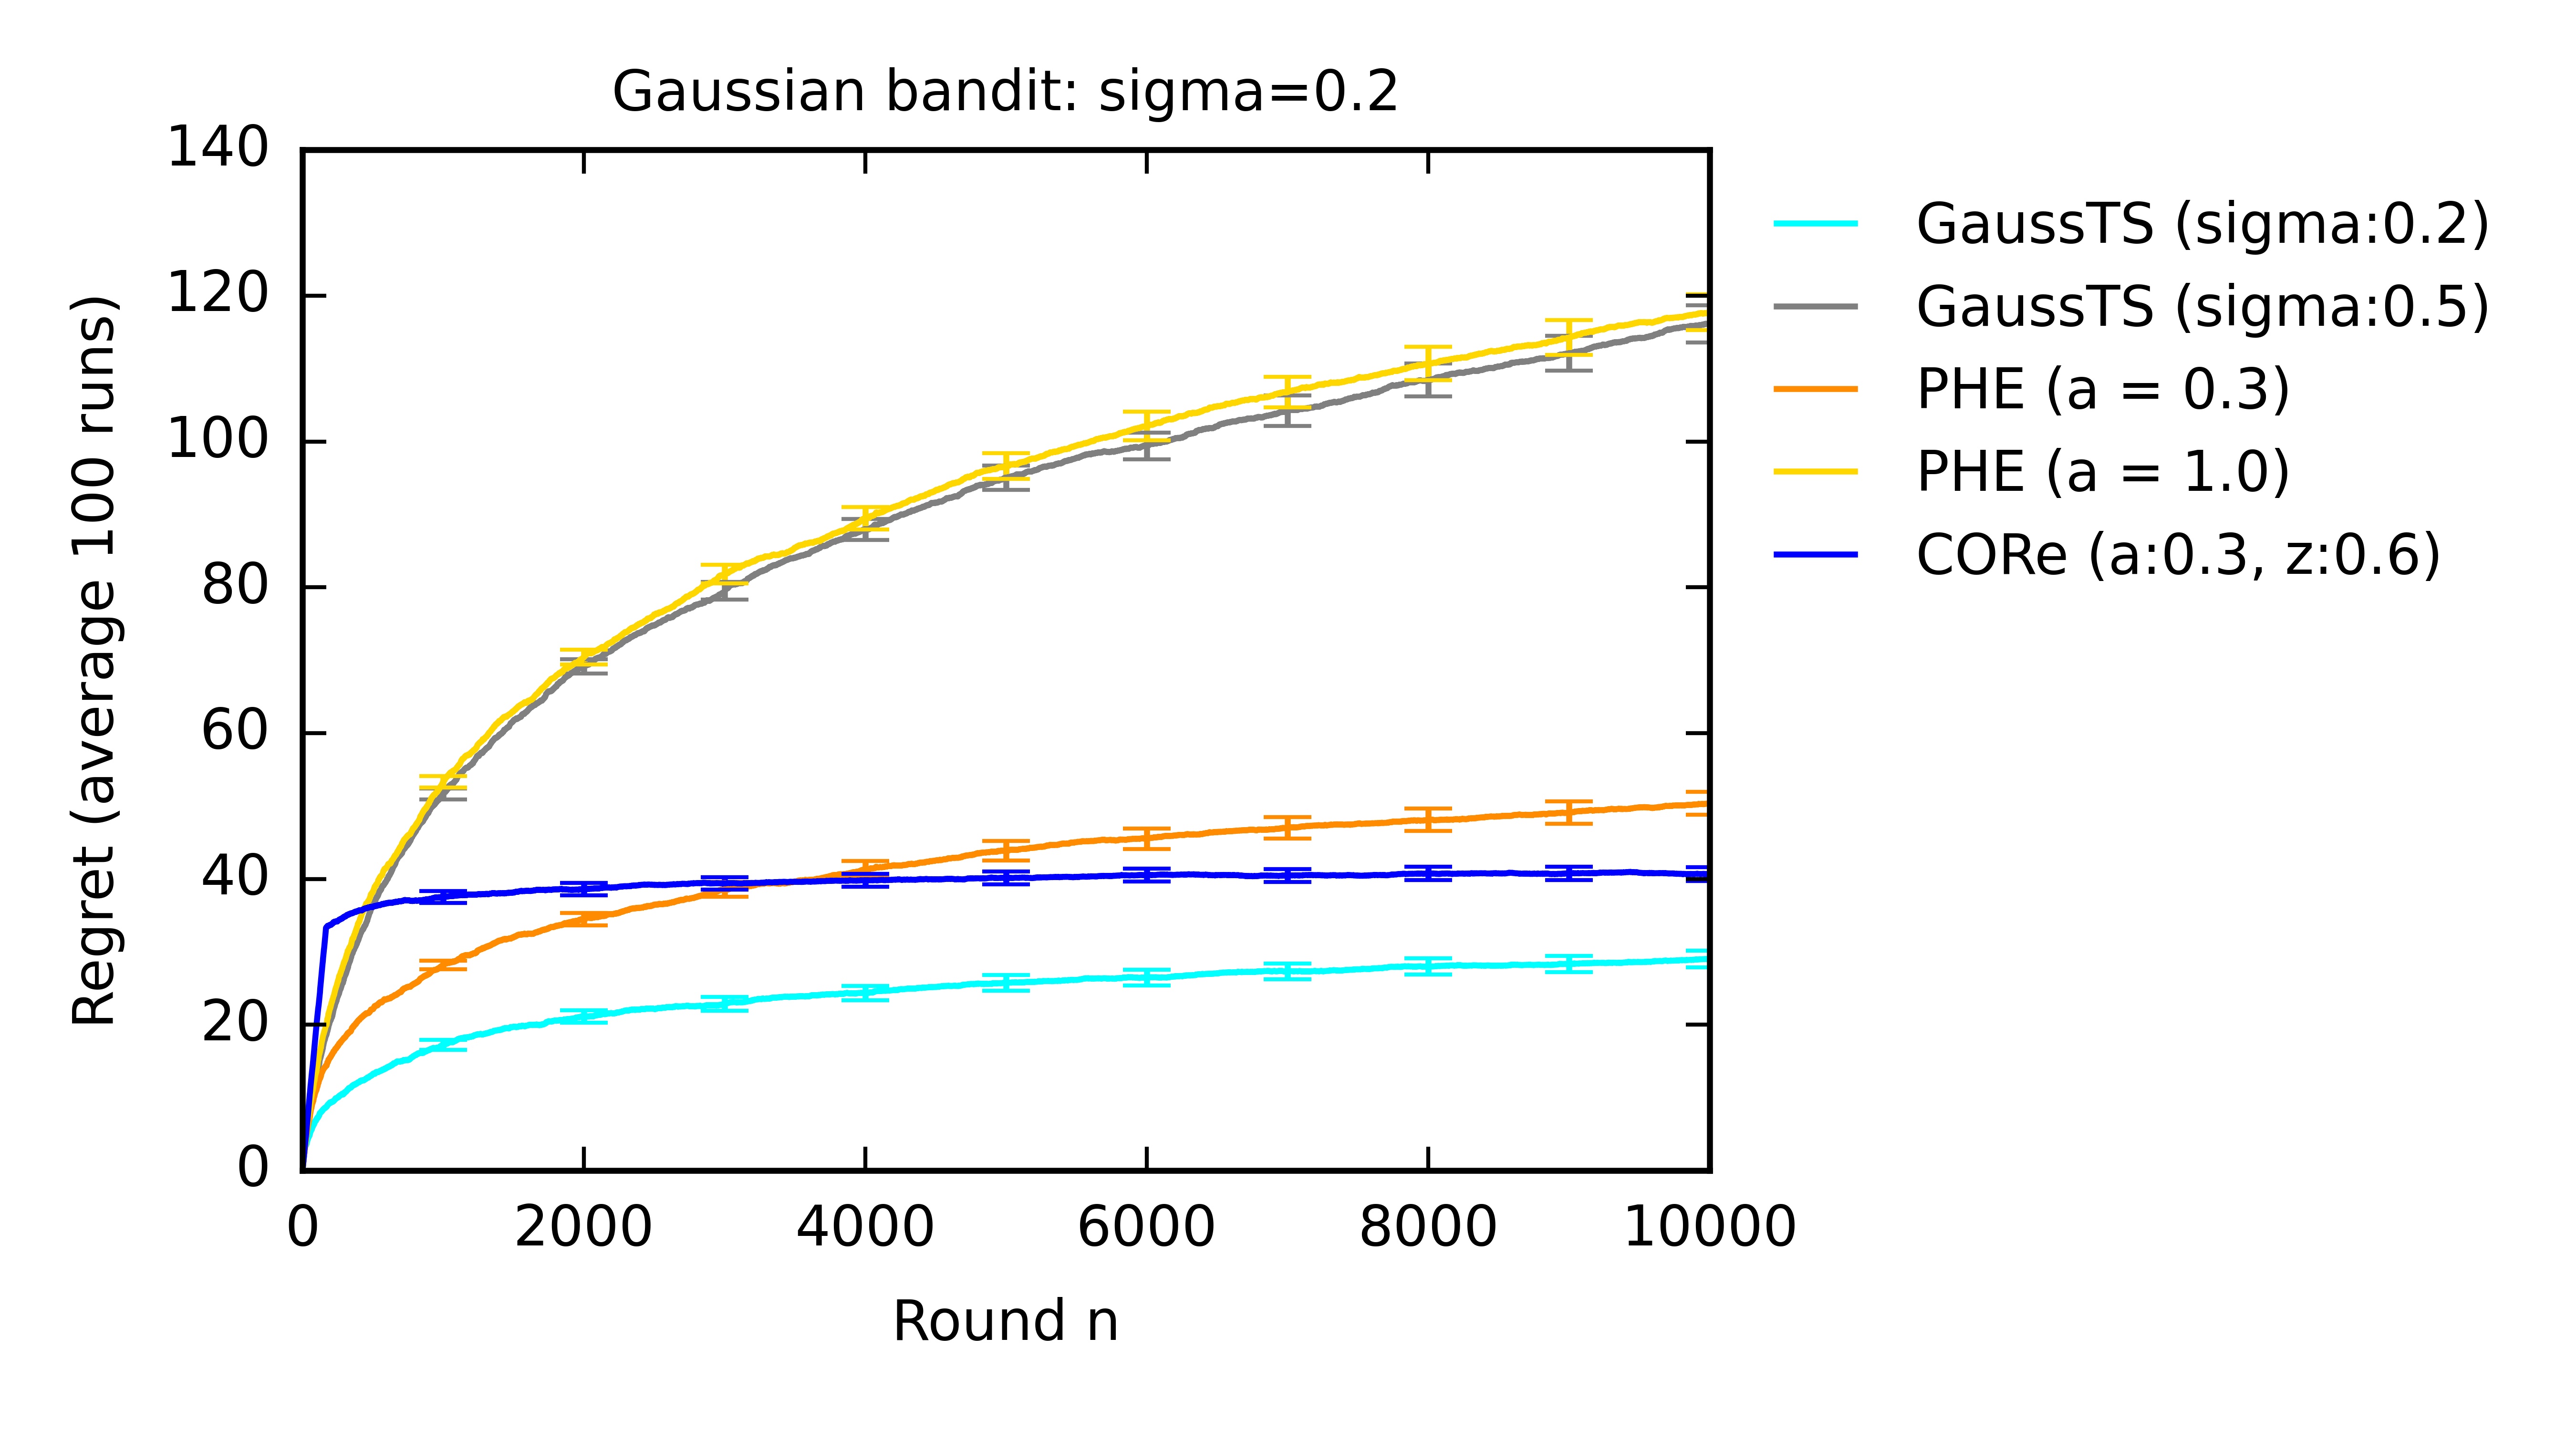 Gaussian bandit: sigma=0.2
140
120
100
80
60
40
20
0
Regret (average 100 runs)
0 2000 4000 6000 8000 10000
Round n
GaussTS (sigma:0.2)
GaussTS (sigma:0.5)
PHE (a = 0.3)
PHE (a = 1.0)
CORe (a:0.3, z:0.6)